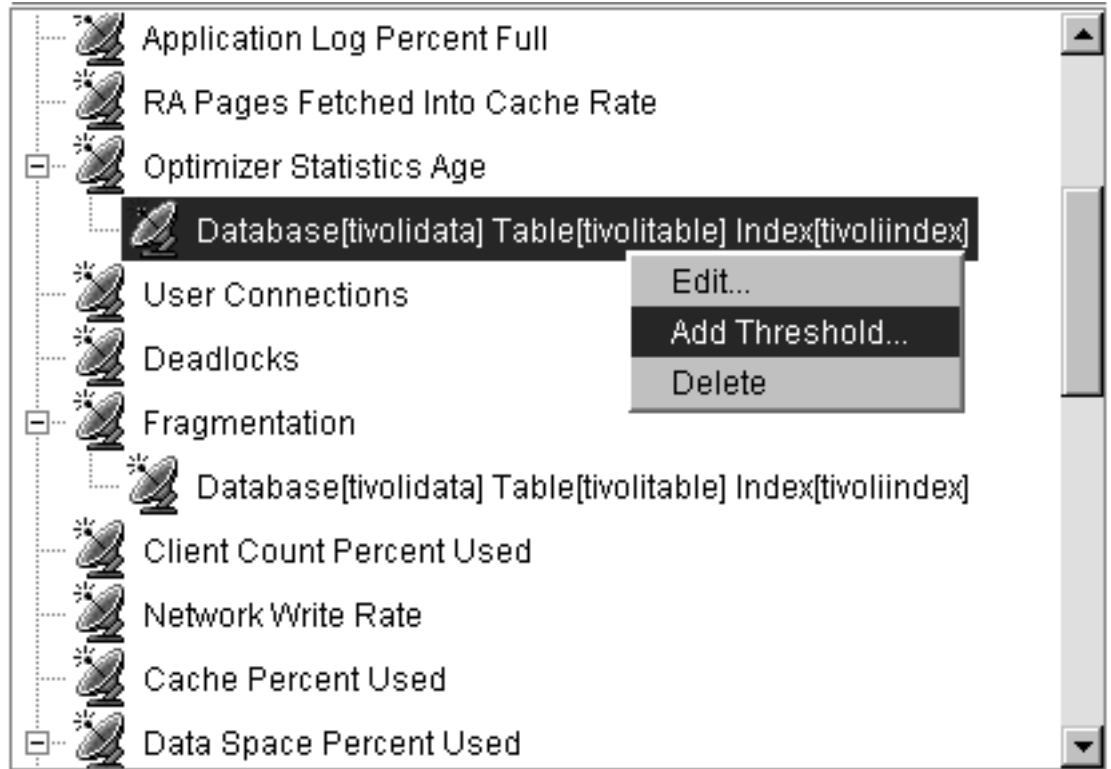 Application Log Percent Full
RA Pages Fetched Into Cache Rate
Optimizer Statistics Age
Database[tivolidata] Table[tivolitable] Index[tivoliindex]
User Connections
Edit...
Add Threshold...
Delete
Deadlocks
Fragmentation
Database[tivolidata] Table[tivolitable] Index[tivoliindex]
Client Count Percent Used
Network Write Rate
Cache Percent Used
Data Space Percent Used